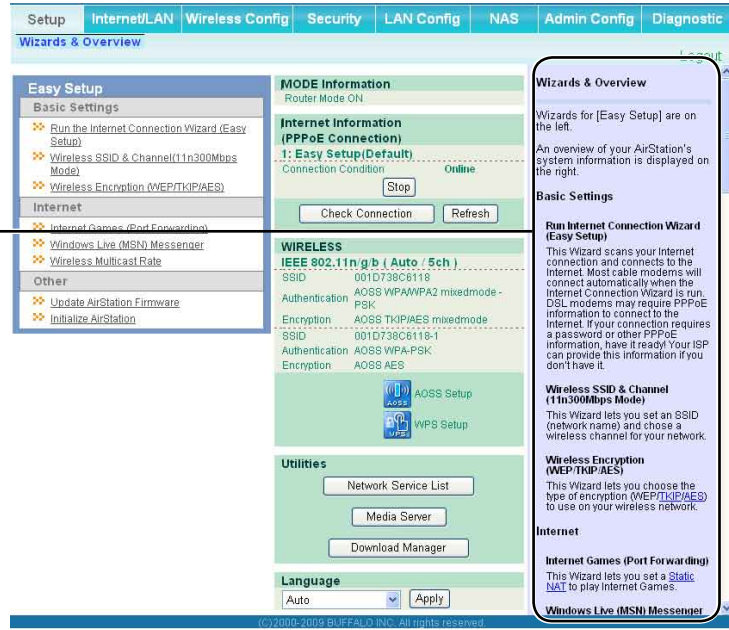 Setup Internet/LAN Wireless Config Security LAN Config NAS Admin Config Diagnostic
Wizards & Overview
Logout
Easy Setup
Basic Settings
Run the Internet Connection Wizard (Easy
Setup)
Wireless SSID & Channel(11n300Mbps
Mode)
Wireless Encryption (WEP/TKIP/AES)
Internet
Internet Games (Port Forwarding)
Windows Live (MSN) Messenger
Wireless Multicast Rate
Other
Update AirStation Firmware
Initialize AirStation
MODE Information
Router Mode ON
Internet Information
(PPPoE Connection)
1: Easy Setup(Default)
Connection Condition Online
Stop
Check Connection Refresh
WIRELESS
IEEE 802.11n/g/b ( Auto / 5ch )
SSID 001D738C6118
Authentication AOSS WPA/WPA2 mixedmode -
PSK
Encryption AOSS TKIP/AES mixedmode
SSID 001D738C6118-1
Authentication AOSS WPA-PSK
Encryption AOSS AES
AOSS
AOSS Setup
WPS Setup
Utilities
Network Service List
Media Server
Download Manager
Language
Auto Apply
Wizards & Overview
Wizards for [Easy Setup] are on
the left.
An overview of your AirStation's
system information is displayed on
the right.
Basic Settings
Run Internet Connection Wizard
(Easy Setup)
This Wizard scans your Internet
connection and connects to the
Internet. Most cable modems will
connect automatically when the
Internet Connection Wizard is run.
DSL modems may require PPPoE
information to connect to the
Internet. If your connection requires
a password or other PPPoE
information, have it ready! Your ISP
can provide this information if you
don't have it.
Wireless SSID & Channel
(11n300Mbps Mode)
This Wizard lets you set an SSID
(network name) and chose a
wireless channel for your network.
Wireless Encryption
(WEP/TKIP/AES)
This Wizard lets you choose the
type of encryption (WEP/TKIP/AES)
to use on your wireless network.
Internet
Internet Games (Port Forwarding)
This Wizard lets you set a Static
NAT to play Internet Games.
Windows Live (MSN) Messenger
(C)2000-2009 BUFFALO INC. All rights reserved.